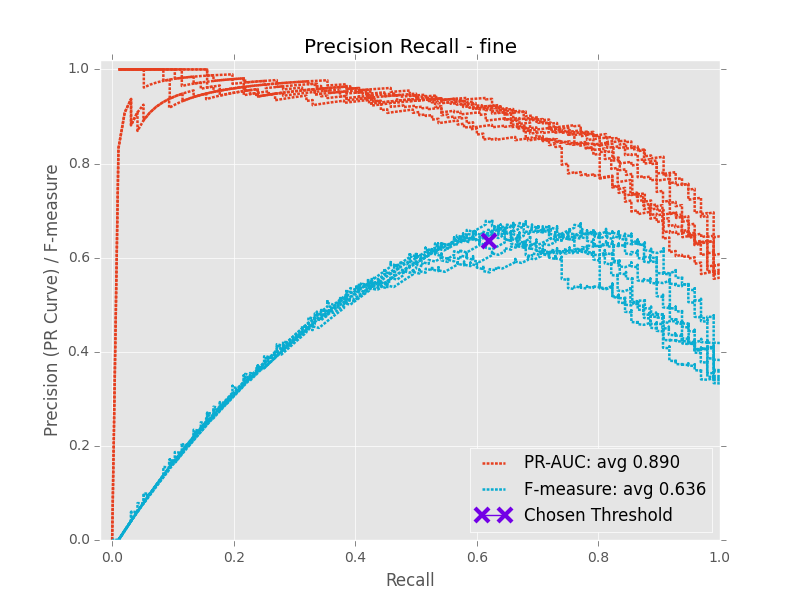 Precision Recall - fine
Precision (PR Curve) / F-measure
1.0
0.8
0.6
0.4
0.2
0.0
0.0 0.2 0.4 0.6 0.8 1.0
Recall
PR-AUC: avg 0.890
F-measure: avg 0.636
Chosen Threshold